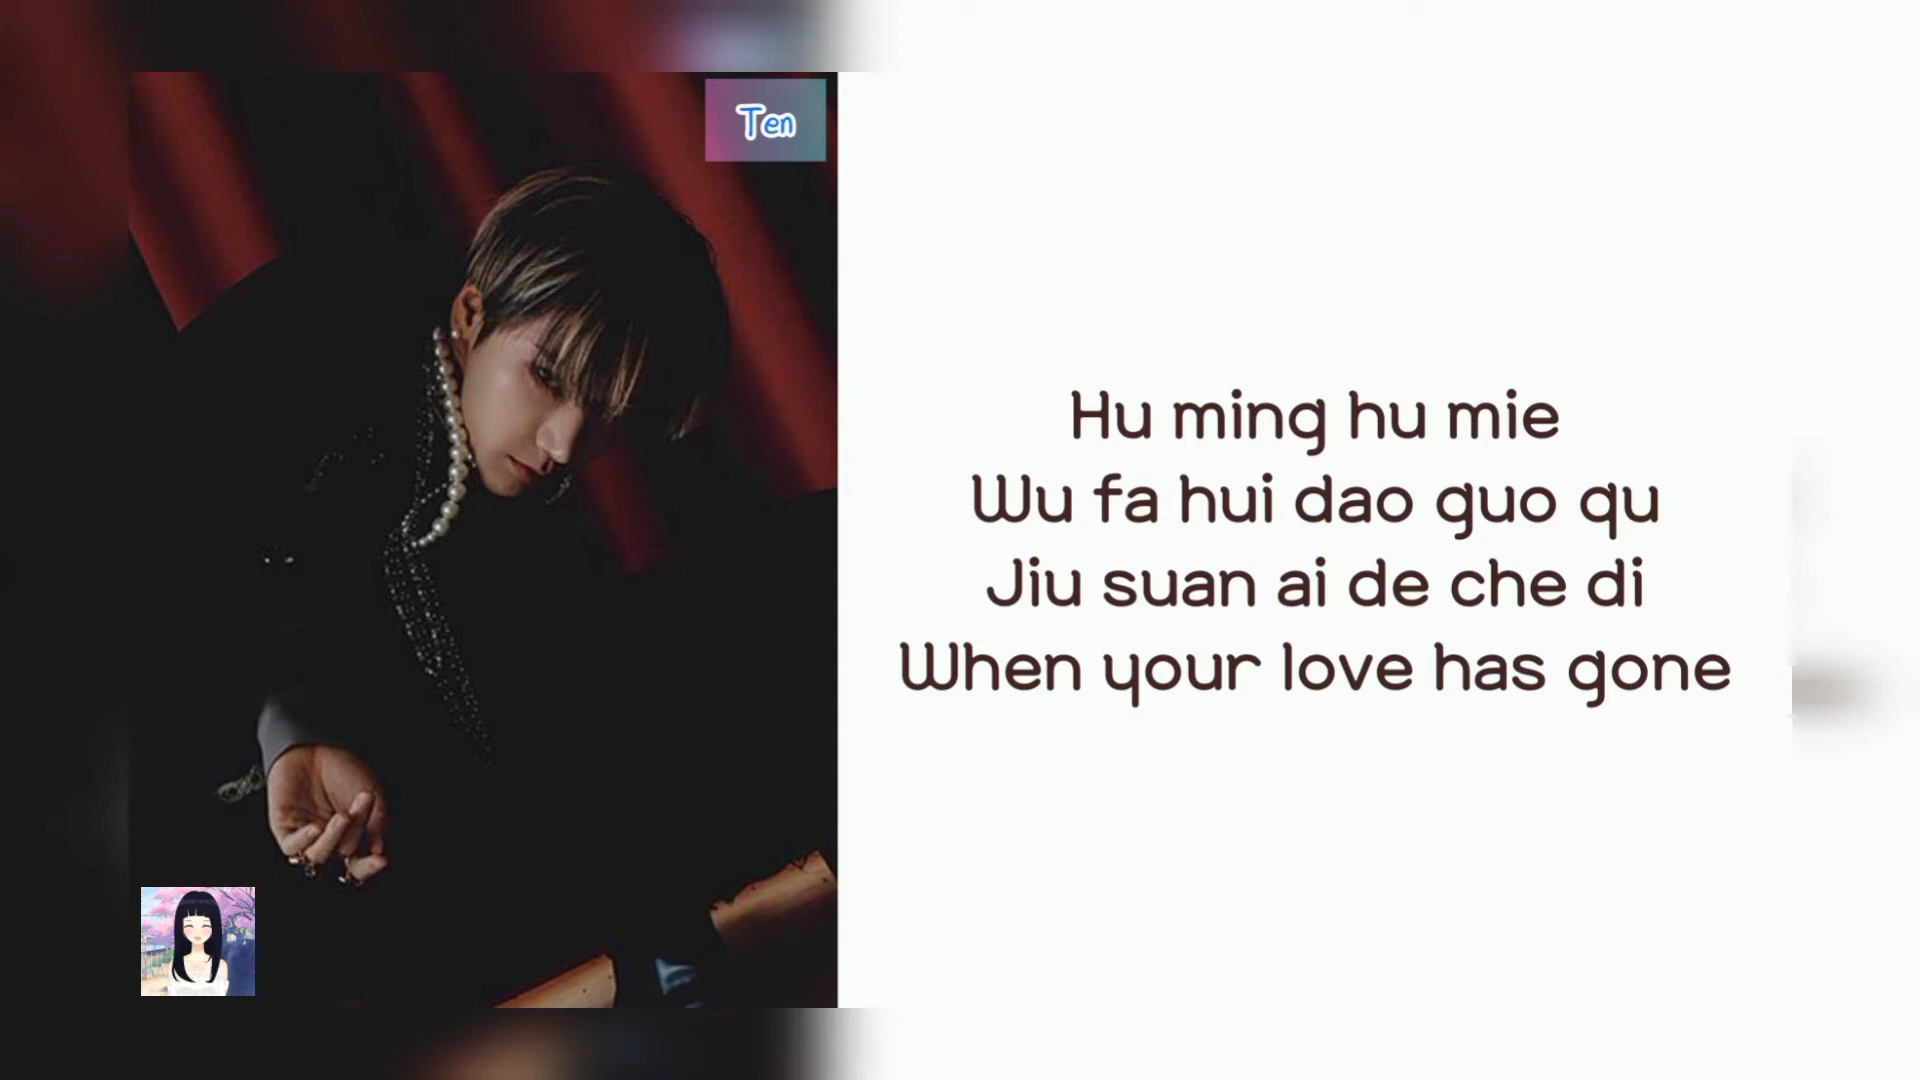 Ten
Hu ming hu mie
Wu fa hui dao guo qu
Jiu suan ai de che di
When your love has gone